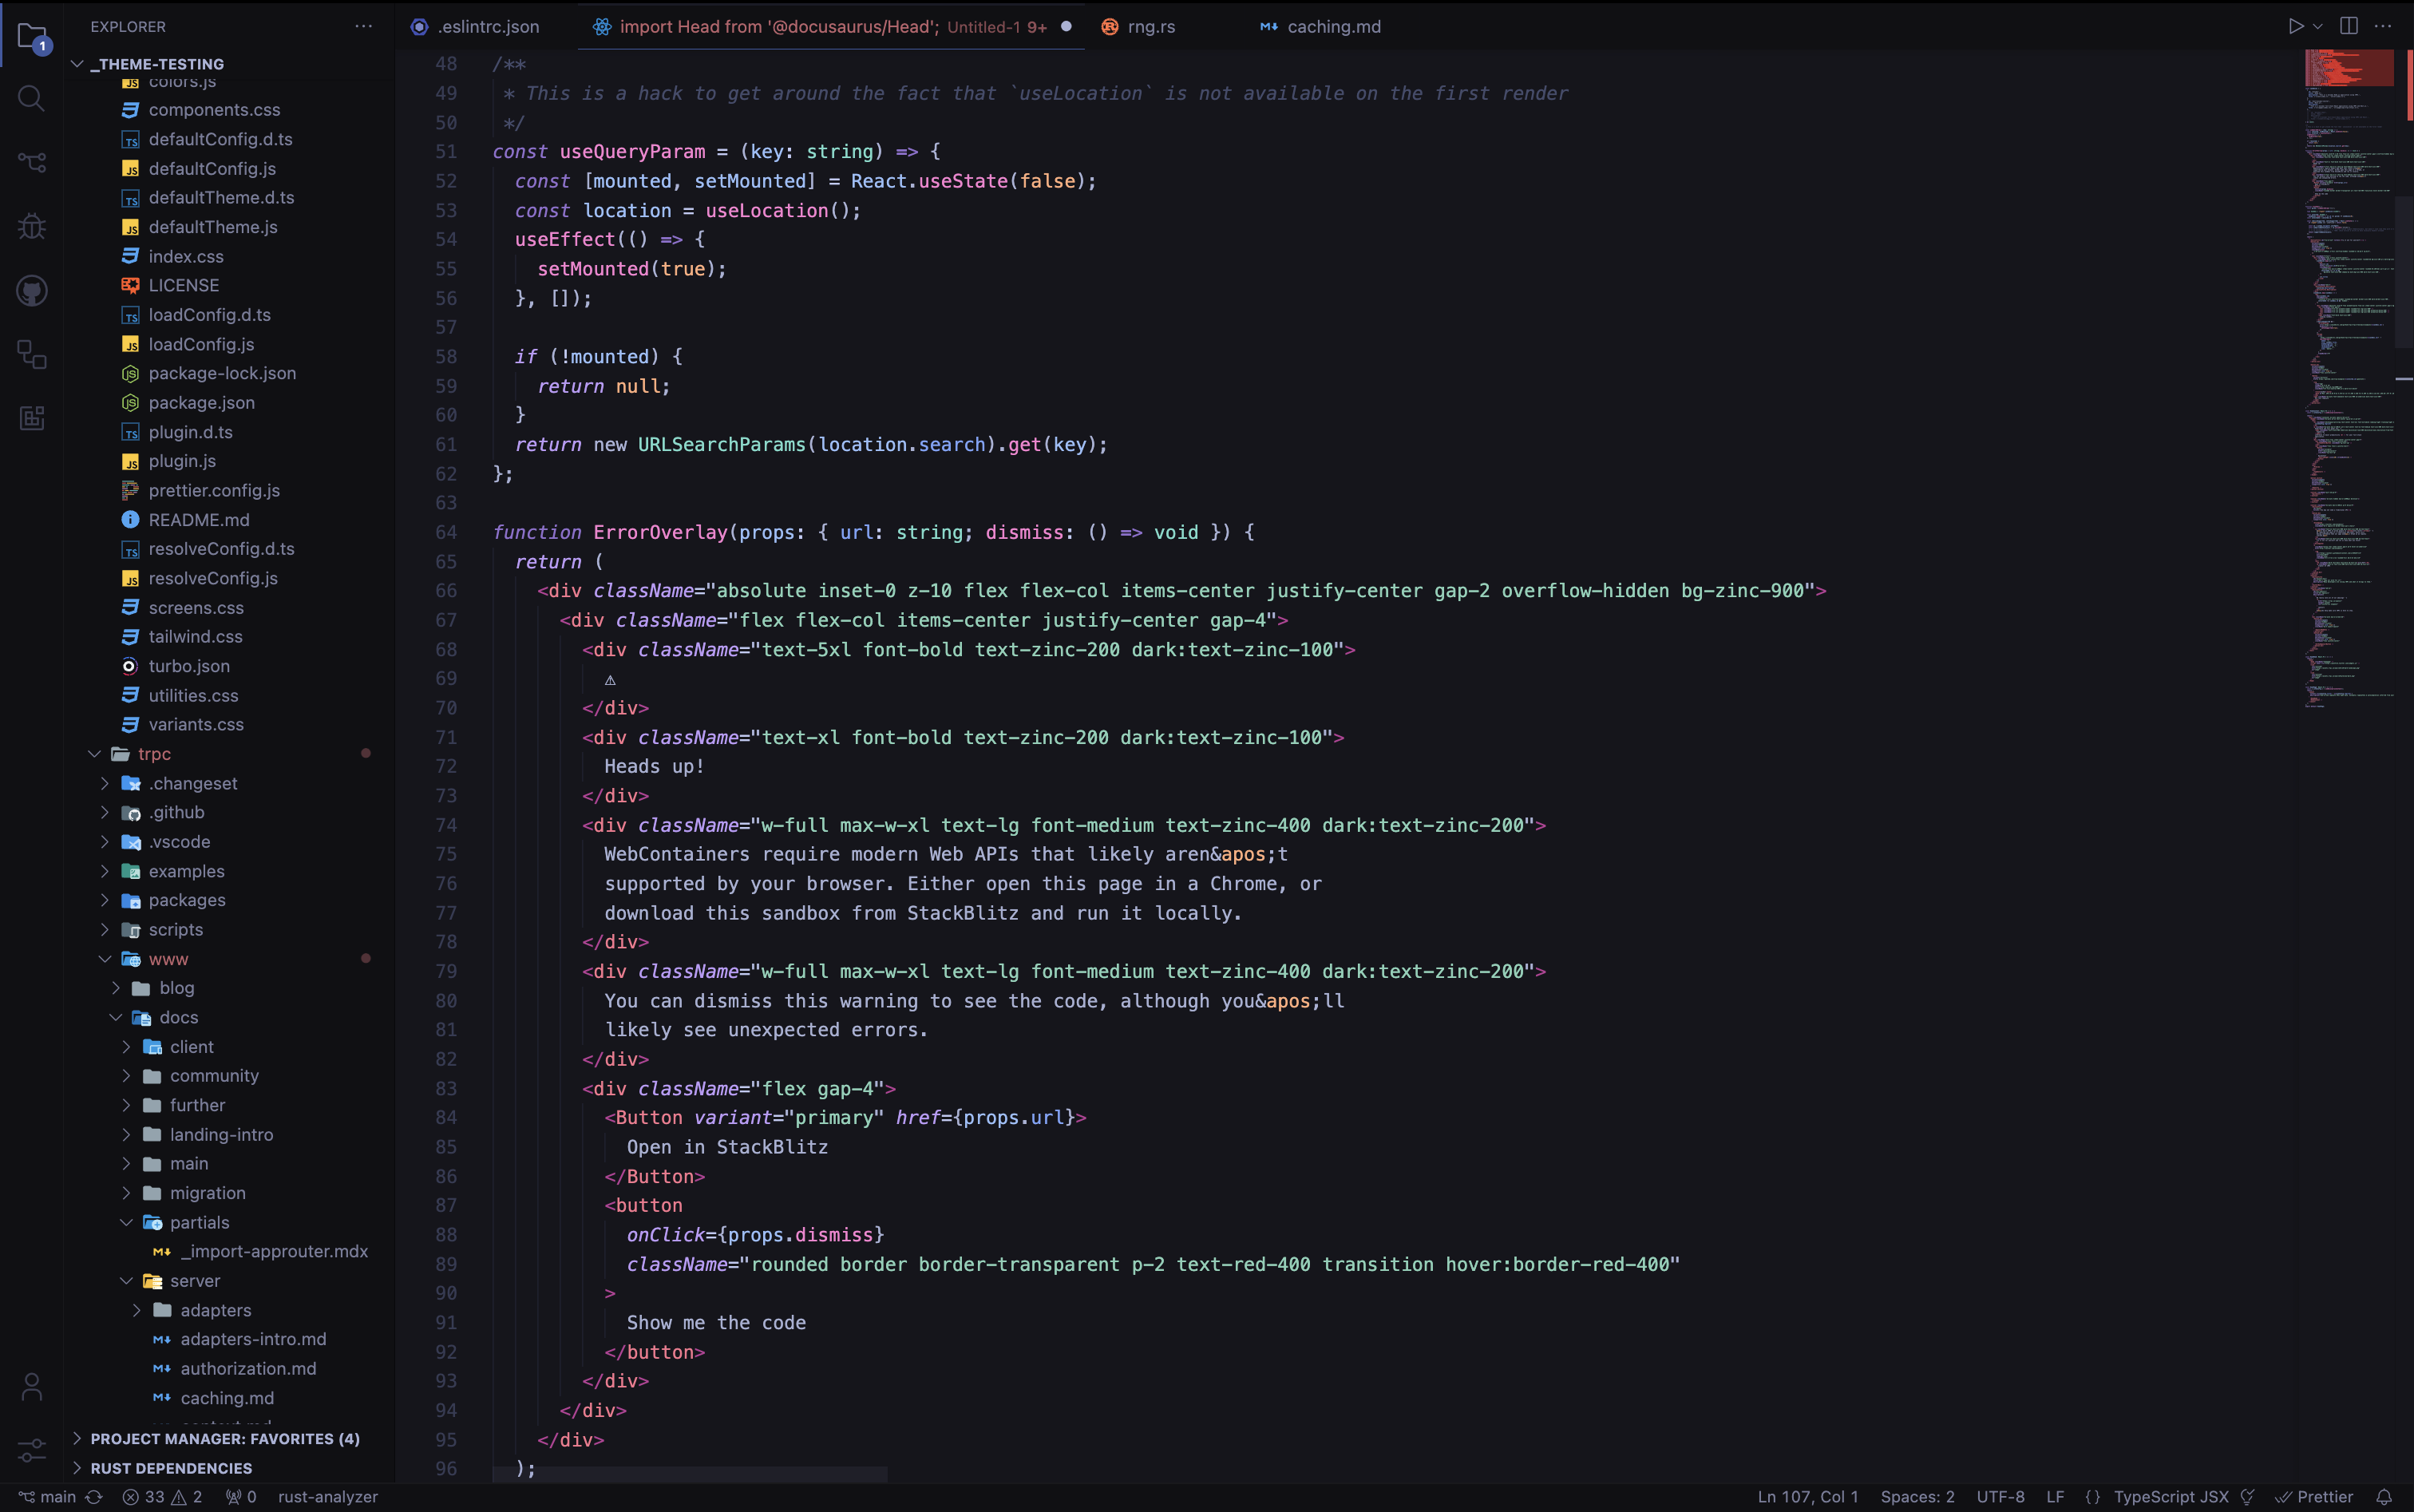 EXPLORER
_THEME-TESTING
colors.js
components.css
defaultConfig.d.ts
defaultConfig.js
defaultTheme.d.ts
defaultTheme.js
index.css
LICENSE
loadConfig.d.ts
loadConfig.js
package-lock.json
package.json
plugin.d.ts
plugin.js
prettier.config.js
README.md
resolveConfig.d.ts
resolveConfig.js
screens.css
tailwind.css
turbo.json
utilities.css
variants.css
trpc
.changeset
.github
.vscode
examples
packages
scripts
www
blog
docs
client
community
further
landing-intro
main
migration
partials
_import-approuter.mdx
server
adapters
adapters-intro.md
authorization.md
caching.md
PROJECT MANAGER: FAVORITES (4)
RUST DEPENDENCIES
.eslintrc.json
import Head from '@docusaurus/Head'; Untitled-1 9+
rng.rs
caching.md
48 /**
49  * This is a hack to get around the fact that `useLocation` is not available on the first render
50  */
51 const useQueryParam = (key: string) => {
52   const [mounted, setMounted] = React.useState(false);
53   const location = useLocation();
54   useEffect(() => {
55     setMounted(true);
56   }, []);
57
58   if (!mounted) {
59     return null;
60   }
61   return new URLSearchParams(location.search).get(key);
62 };
63
64 function ErrorOverlay(props: { url: string; dismiss: () => void }) {
65   return (
66     <div className="absolute inset-0 z-10 flex flex-col items-center justify-center gap-2 overflow-hidden bg-zinc-900">
67       <div className="flex flex-col items-center justify-center gap-4">
68         <div className="text-5xl font-bold text-zinc-200 dark:text-zinc-100">
69           ⚠
70         </div>
71         <div className="text-xl font-bold text-zinc-200 dark:text-zinc-100">
72           Heads up!
73         </div>
74         <div className="w-full max-w-xl text-lg font-medium text-zinc-400 dark:text-zinc-200">
75           WebContainers require modern Web APIs that likely aren&apos;t
76           supported by your browser. Either open this page in a Chrome, or
77           download this sandbox from StackBlitz and run it locally.
78         </div>
79         <div className="w-full max-w-xl text-lg font-medium text-zinc-400 dark:text-zinc-200">
80           You can dismiss this warning to see the code, although you&apos;ll
81           likely see unexpected errors.
82         </div>
83         <div className="flex gap-4">
84           <Button variant="primary" href={props.url}>
85             Open in StackBlitz
86           </Button>
87           <button
88             onClick={props.dismiss}
89             className="rounded border border-transparent p-2 text-red-400 transition hover:border-red-400"
90           >
91             Show me the code
92           </button>
93         </div>
94       </div>
95     </div>
96   );
1
main 33 2 0 rust-analyzer
Ln 107, Col 1 Spaces: 2 UTF-8 LF {} TypeScript JSX Prettier